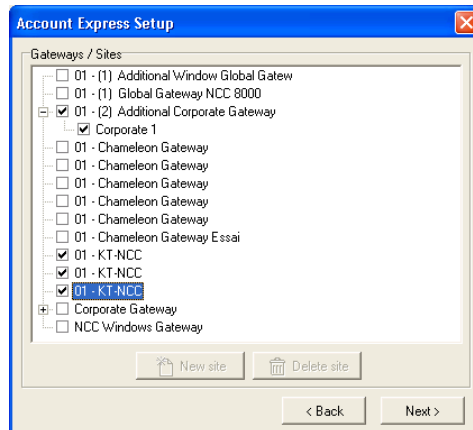 Account Express Setup
Gateways / Sites
01 - (1) Additional Window Global Gatew
01 - (1) Global Gateway NCC 8000
01 - (2) Additional Corporate Gateway
Corporate 1
01 - Chameleon Gateway
01 - Chameleon Gateway
01 - Chameleon Gateway
01 - Chameleon Gateway
01 - Chameleon Gateway
01 - Chameleon Gateway Essai
01 - KT-NCC
01 - KT-NCC
01 - KT-NCC
Corporate Gateway
NCC Windows Gateway
New site
Delete site
< Back
Next >